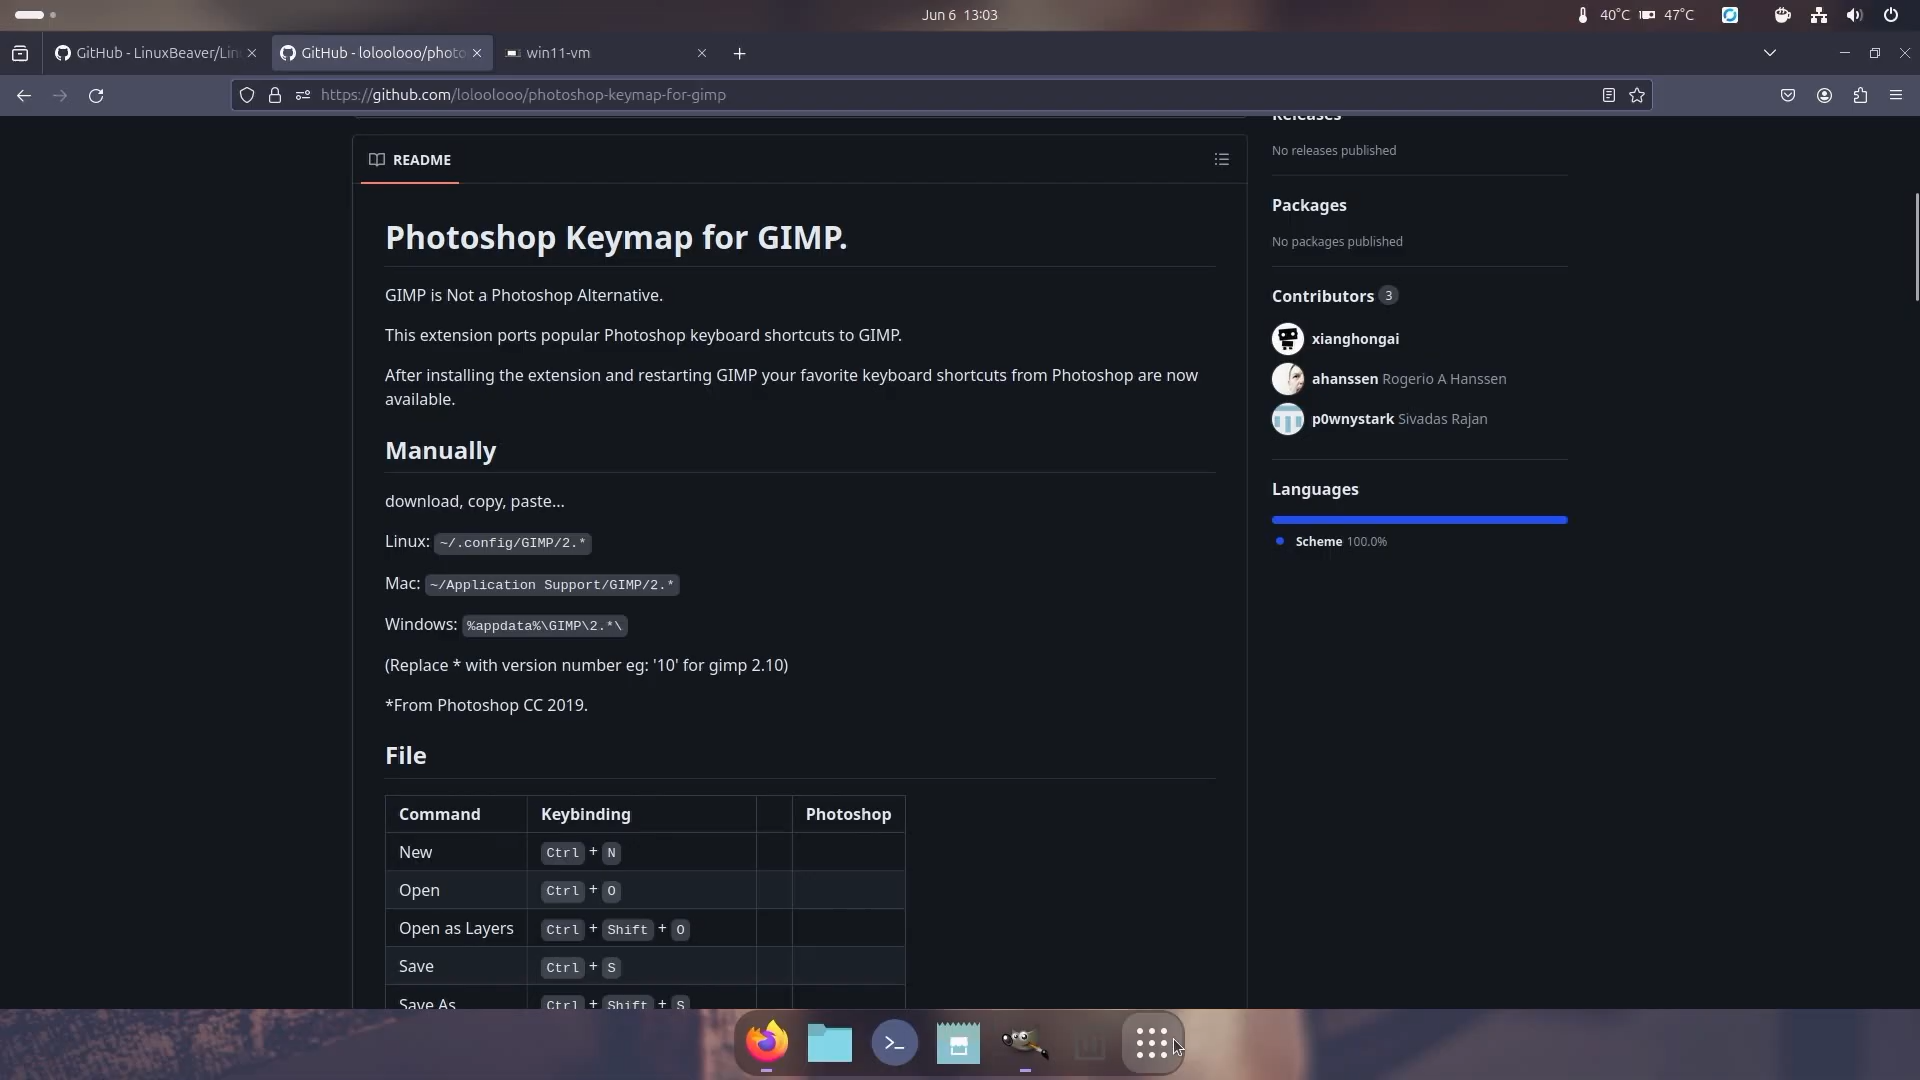 Jun 6 13:03
40°C 47°C
GitHub - LinuxBeaver/Lin
GitHub - loloolooo/photo
win11-vm
https://github.com/loloolooo/photoshop-keymap-for-gimp
Releases
No releases published
README
Packages
No packages published
Photoshop Keymap for GIMP.
GIMP is Not a Photoshop Alternative.
This extension ports popular Photoshop keyboard shortcuts to GIMP.
After installing the extension and restarting GIMP your favorite keyboard shortcuts from Photoshop are now
available.
Contributors 3
xianghongai
ahanssen Rogerio A Hanssen
p0wnystark Sivadas Rajan
Languages
Scheme 100.0%
Manually
download, copy, paste...
Linux: ~/.config/GIMP/2.*
Mac: ~/Application Support/GIMP/2.*
Windows: %appdata%\GIMP\2.*\
(Replace * with version number eg: '10' for gimp 2.10)
*From Photoshop CC 2019.
File
Command Keybinding Photoshop
New Ctrl + N
Open Ctrl + O
Open as Layers Ctrl + Shift + O
Save Ctrl + S
Save As Ctrl + Shift + S